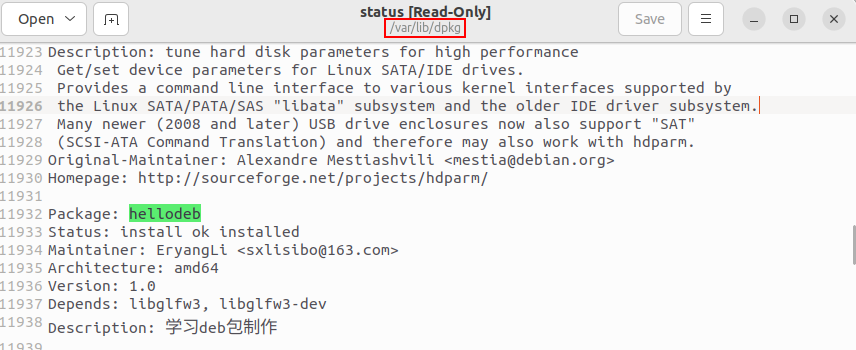 Open
status [Read-Only]
/var/lib/dpkg
Save
11923 Description: tune hard disk parameters for high performance
11924 Get/set device parameters for Linux SATA/IDE drives.
11925 Provides a command line interface to various kernel interfaces supported by
11926 the Linux SATA/PATA/SAS "libata" subsystem and the older IDE driver subsystem.
11927 Many newer (2008 and later) USB drive enclosures now also support "SAT"
11928 (SCSI-ATA Command Translation) and therefore may also work with hdparm.
11929 Original-Maintainer: Alexandre Mestiashvili <mestia@debian.org>
11930 Homepage: http://sourceforge.net/projects/hdparm/
11931
11932 Package: hellodeb
11933 Status: install ok installed
11934 Maintainer: EryangLi <sxlisibo@163.com>
11935 Architecture: amd64
11936 Version: 1.0
11937 Depends: libglfw3, libglfw3-dev
11938 Description: 学习deb包制作
11939